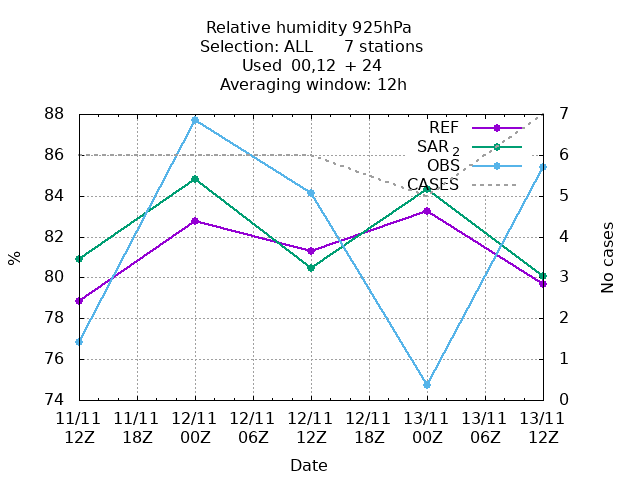 Relative humidity 925hPa
Selection: ALL 7 stations
Used 00,12 + 24
Averaging window: 12h
88 7
REF
SAR 2
86 6
OBS
CASES
84 5
82 4
%
No cases
80 3
78 2
76 1
74 0
11/11 11/11 12/11 12/11 12/11 12/11 13/11 13/11 13/11
12Z 18Z 00Z 06Z 12Z 18Z 00Z 06Z 12Z
Date